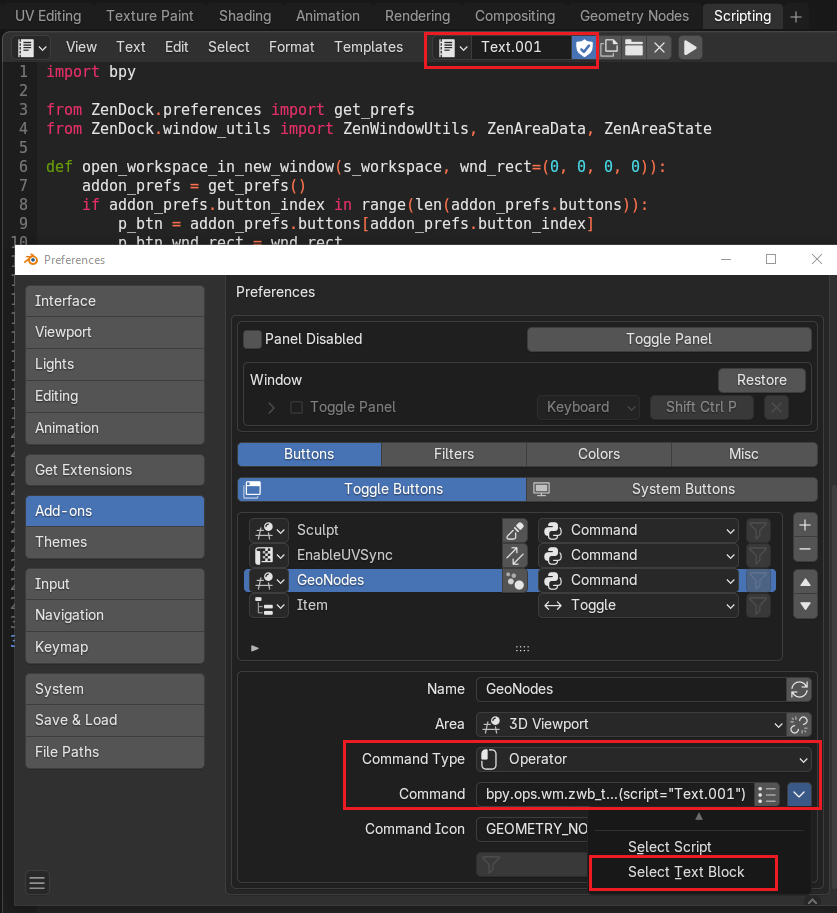 UV Editing Texture Paint Shading Animation Rendering Compositing Geometry Nodes Scripting +
View Text Edit Select Format Templates Text.001
1 import bpy
2
3 from ZenDock.preferences import get_prefs
4 from ZenDock.window_utils import ZenWindowUtils, ZenAreaData, ZenAreaState
5
6 def open_workspace_in_new_window(s_workspace, wnd_rect=(0, 0, 0, 0)):
7 addon_prefs = get_prefs()
8 if addon_prefs.button_index in range(len(addon_prefs.buttons)):
9 p_btn = addon_prefs.buttons[addon_prefs.button_index]
10 p_btn.wnd_rect = wnd_rect
Preferences
Interface
Viewport
Lights
Editing
Animation
Get Extensions
Add-ons
Themes
Input
Navigation
Keymap
System
Save & Load
File Paths
Preferences
Panel Disabled Toggle Panel
Window Restore
Toggle Panel Keyboard Shift Ctrl P
Buttons Filters Colors Misc
Toggle Buttons System Buttons
Sculpt Command
EnableUVSync Command
GeoNodes Command
Item Toggle
Name GeoNodes
Area 3D Viewport
Command Type Operator
Command bpy.ops.wm.zwb_t...(script="Text.001")
Command Icon GEOMETRY_NO
Select Script
Select Text Block